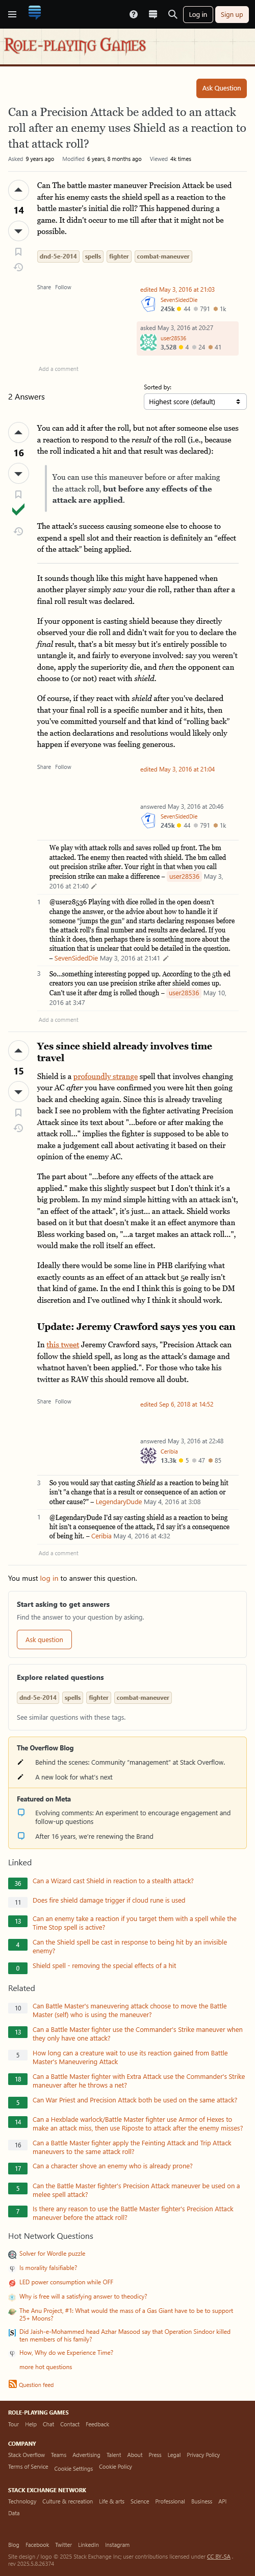 Log in
Sign up
Role-playing Games
Ask Question
Can a Precision Attack be added to an attack
roll after an enemy uses Shield as a reaction to
that attack roll?
Asked 9 years ago Modified 6 years, 8 months ago Viewed 4k times
Can The battle master maneuver Precision Attack be used
after his enemy casts the shield spell as a reaction to the
battle master's initial die roll? This happened during a
game. It didn't occur to me till after that it might not be
possible.
14
dnd-5e-2014 spells fighter combat-maneuver
Share Follow
edited May 3, 2016 at 21:03
SevenSidedDie
245k 44 791 1k
asked May 3, 2016 at 20:27
user28536
3,528 4 24 41
Add a comment
Sorted by:
2 Answers
Highest score (default)
You can add it after the roll, but not after someone else uses
a reaction to respond to the result of the roll (i.e., because
the roll indicated a hit and that result was declared):
16
You can use this maneuver before or after making
the attack roll, but before any effects of the
attack are applied.
The attack's success causing someone else to choose to
expend a spell slot and their reaction is definitely an “effect
of the attack” being applied.
It sounds though like you might have allowed it when the
another player simply saw your die roll, rather than after a
final result was declared.
If your opponent is casting shield because they directly
observed your die roll rather than because you declared the
final result, that's a mis-step in procedure. You could
untangle it, and fairly to everyone involved, if you say you
weren't done yet (since the end result wasn't announced
yet), apply the superiority die, and then the opponent can
choose to (or not) react with shield.
Of course, if they react with shield after you've declared
what your final result actually is and that it hits, then
you've committed yourself and it's too late to modify the
roll anymore. Being strict about not “rolling back” before
the action declarations and resolutions would likely only
happen if everyone was feeling generous.
Share Follow
edited May 3, 2016 at 21:04
answered May 3, 2016 at 20:46
SevenSidedDie
245k 44 791 1k
We play with attack rolls and saves rolled up front. The bm
attacked. The enemy then reacted with shield. The bm called
out precision strike after. Your right in that when you call
precision strike can make a difference – user28536 May 3,
2016 at 21:40
1
@user28536 Playing with dice rolled in the open doesn't
change the answer, or the advice about how to handle it if
someone “jumps the gun” and starts declaring responses before
the attack roll's final number and results are declared. If you
think it does, then perhaps there is something more about the
situation that is unclear that could be detailed in the question.
– SevenSidedDie May 3, 2016 at 21:41
3
So...something interesting popped up. According to the 5th ed
creators you can use precision strike after shield comes up.
Can't use it after dmg is rolled though – user28536 May 10,
2016 at 3:47
Add a comment
Yes since shield already involves time
travel
15
Shield is a profoundly strange spell that involves changing
your AC after you have confirmed you were hit then going
back and dodging again. Since this is already traveling
back I see no problem with the fighter activating Precision
Attack since its text about "...before or after making the
attack roll..." implies the fighter is supposed to be able to
make a judgement call about whether it might hit, which
implies knowledge of the enemy AC.
The part about "...before any effects of the attack are
applied." makes this slightly suspect but I don't think it's a
big deal. To me simply missing when hitting isn't an attack isn't,
"an effect of the attack", it's just an attack. Shield works
based on it but that doesn't make it an effect anymore than
Bless working based on, "...a target makes an attack roll...",
would make the roll itself an effect.
Ideally there would be some line in PHB clarifying what
exactly counts as an effect of an attack but 5e really isn't
that kind of game. In the end I think this is going to be DM
discretion and I've outlined why I think it should work.
Update: Jeremy Crawford says yes you can
In this tweet Jeremy Crawford says, "Precision Attack can
follow the shield spell, as long as the attack's damage and
whatnot haven't been applied.". For those who take his
twitter as RAW this should remove all doubt.
Share Follow
edited Sep 6, 2018 at 14:52
answered May 3, 2016 at 22:48
Ceribia
13.3k 5 47 85
3
So you would say that casting Shield as a reaction to being hit
isn't "a change that is a result or consequence of an action or
other cause?" – LegendaryDude May 4, 2016 at 3:08
1
@LegendaryDude I'd say casting shield as a reaction to being
hit isn't a consequence of the attack, I'd say it's a consequence
of being hit. – Ceribia May 4, 2016 at 4:32
Add a comment
You must log in to answer this question.
Start asking to get answers
Find the answer to your question by asking.
Ask question
Explore related questions
dnd-5e-2014 spells fighter combat-maneuver
See similar questions with these tags.
The Overflow Blog
Behind the scenes: Community “management” at Stack Overflow.
A new look for what's next
Featured on Meta
Evolving comments: An experiment to encourage engagement and
follow-up questions
After 16 years, we're renewing the Brand
Linked
36 Can a Wizard cast Shield in reaction to a stealth attack?
11 Does fire shield damage trigger if cloud rune is used
13 Can an enemy take a reaction if you target them with a spell while the
Time Stop spell is active?
4 Can the Shield spell be cast in response to being hit by an invisible
enemy?
0 Shield spell - removing the special effects of a hit
Related
10 Can Battle Master's maneuvering attack choose to move the Battle
Master (self) who is using the maneuver?
13 Can a Battle Master fighter use the Commander's Strike maneuver when
they only have one attack?
5 How long can a creature wait to use its reaction gained from Battle
Master's Maneuvering Attack
18 Can a Battle Master fighter with Extra Attack use the Commander's Strike
maneuver after he throws a net?
5 Can War Priest and Precision Attack both be used on the same attack?
14 Can a Hexblade warlock/Battle Master fighter use Armor of Hexes to
make an attack miss, then use Riposte to attack after the enemy misses?
16 Can a Battle Master fighter apply the Feinting Attack and Trip Attack
maneuvers to the same attack roll?
17 Can a character shove an enemy who is already prone?
5 Can the Battle Master fighter's Precision Attack maneuver be used on a
melee spell attack?
7 Is there any reason to use the Battle Master fighter's Precision Attack
maneuver before the attack roll?
Hot Network Questions
Solver for Wordle puzzle
Is morality falsifiable?
LED power consumption while OFF
Why is free will a satisfying answer to theodicy?
The Anu Project, #1: What would the mass of a Gas Giant have to be to support
25+ Moons?
Did Jaish-e-Mohammed head Azhar Masood say that Operation Sindoor killed
ten members of his family?
How, Why do we Experience Time?
more hot questions
Question feed
ROLE-PLAYING GAMES
Tour Help Chat Contact Feedback
COMPANY
Stack Overflow Teams Advertising Talent About Press Legal Privacy Policy
Terms of Service Cookie Settings Cookie Policy
STACK EXCHANGE NETWORK
Technology Culture & recreation Life & arts Science Professional Business API
Data
Blog Facebook Twitter LinkedIn Instagram
Site design / logo © 2025 Stack Exchange Inc; user contributions licensed under CC BY-SA .
rev 2025.5.8.26374